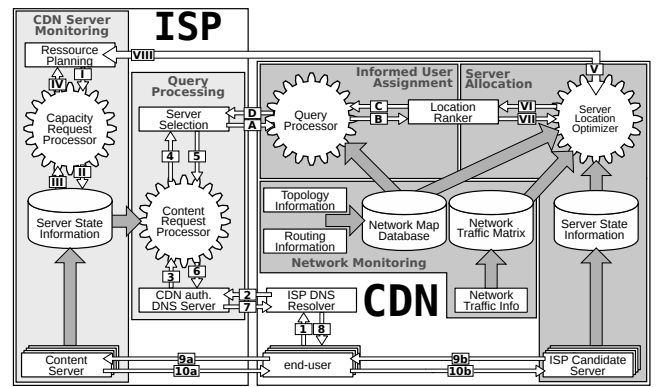 CDN Server
Monitoring
ISP
Ressource
Planning
VIII
V
IV
I
Capacity
Request
Processor
III
II
Server State
Information
Query
Processing
Server
Selection
D
A
4
5
Content
Request
Processor
3
6
CDN auth.
DNS Server
2
7
Informed User
Assignment
Server
Allocation
Query
Processor
C
B
Location
Ranker
VI
VII
Server
Location
Optimizer
Topology
Information
Routing
Information
Network Map
Database
Network
Traffic Matrix
Server State
Information
Network Monitoring
ISP DNS
Resolver
CDN
Network
Traffic Info
1
8
Content
Server
9a
10a
end-user
9b
10b
ISP Candidate
Server